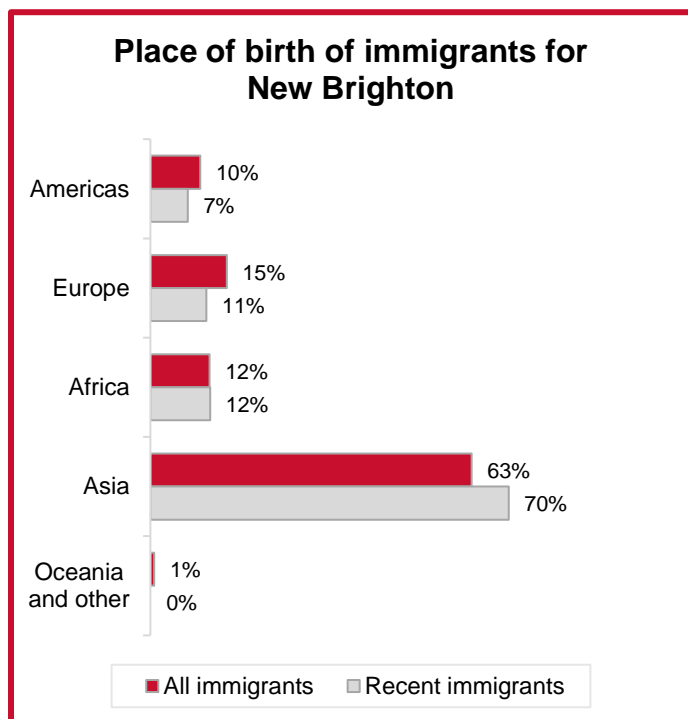 Place of birth of immigrants for
New Brighton
Americas
10%
7%
Europe
15%
11%
Africa
12%
12%
Asia
63%
70%
Oceania
and other
1%
0%
All immigrants
Recent immigrants